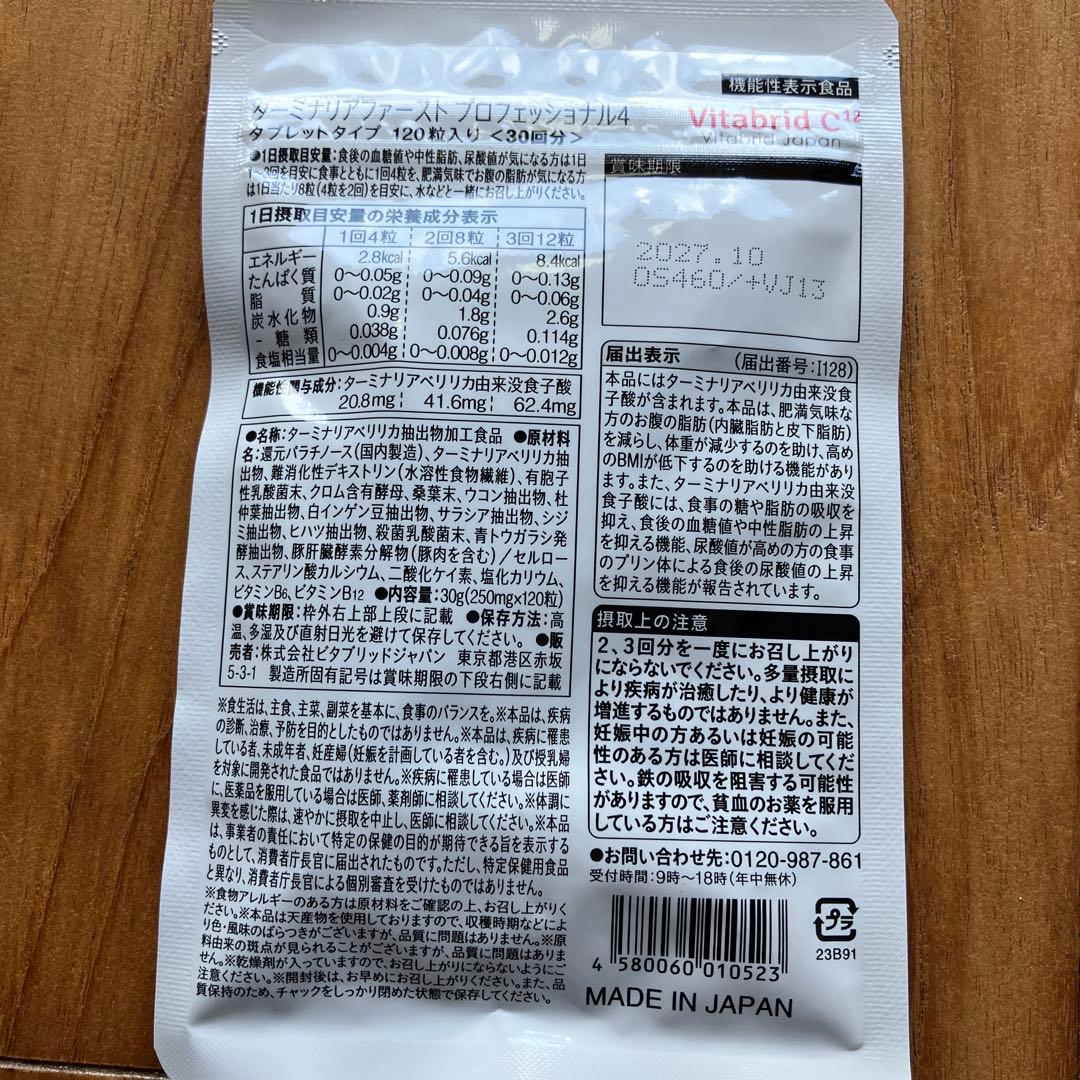 機能性表示食品
ターミナリアファースト プロフェッショナル4
タブレットタイプ 120粒入り <30回分>
Vitabrid C¹²
Vitabrid Japan
●1日摂取目安量:食後の血糖値や中性脂肪、尿酸値が気になる方は1日
1~3回を目安に食事とともに1回4粒を、肥満気味でお腹の脂肪が気になる方
は1日当たり8粒(4粒を2回)を目安に、水などと一緒にお召し上がりください。
1日摂取目安量の栄養成分表示
1回4粒 2回8粒 3回12粒
エネルギー 2.8kcal 5.6kcal 8.4kcal
たんぱく質 0~0.05g 0~0.09g 0~0.13g
脂質 0~0.02g 0~0.04g 0~0.06g
炭水化物 0.9g 1.8g 2.6g
- 糖類 0.038g 0.076g 0.114g
食塩相当量 0~0.004g 0~0.008g 0~0.012g
機能性関与成分:ターミナリアベリリカ由来没食子酸
20.8mg 41.6mg 62.4mg
●名称:ターミナリアベリリカ抽出物加工食品 ●原材料
名:還元パラチノース(国内製造)、ターミナリアベリリカ抽
出物、難消化性デキストリン(水溶性食物繊維)、有胞子
性乳酸菌末、クロム含有酵母、桑葉末、ウコン抽出物、杜
仲葉抽出物、白インゲン豆抽出物、サラシア抽出物、シジ
ミ抽出物、ヒハツ抽出物、殺菌乳酸菌末、青トウガラシ発
酵抽出物、豚肝臓酵素分解物(豚肉を含む)/セルロー
ス、ステアリン酸カルシウム、二酸化ケイ素、塩化カリウム、
ビタミンB6、ビタミンB12 ●内容量:30g(250mg×120粒)
●賞味期限:枠外右上部上段に記載 ●保存方法:高
温、多湿及び直射日光を避けて保存してください。 ●販
売者:株式会社ビタブリッドジャパン 東京都港区赤坂
5-3-1 製造所固有記号は賞味期限の下段右側に記載
※食生活は、主食、主菜、副菜を基本に、食事のバランスを。※本品は、疾病
の診断、治療、予防を目的としたものではありません。※本品は、疾病に罹患
している者、未成年者、妊産婦(妊娠を計画している者を含む。)及び授乳婦
を対象に開発された食品ではありません。※疾病に罹患している場合は医師
に、医薬品を服用している場合は医師、薬剤師に相談してください。※体調に
異変を感じた際は、速やかに摂取を中止し、医師に相談してください。※本品
は、事業者の責任において特定の保健の目的が期待できる旨を表示する
ものとして、消費者庁長官に届出されたものです。ただし、特定保健用食品
と異なり、消費者庁長官による個別審査を受けたものではありません。
※食物アレルギーのある方は原材料をご確認の上、お召し上がりく
ださい。※本品は天産物を使用しておりますので、収穫時期などによ
り色・風味のばらつきがございますが、品質に問題はありません。※原
料由来の斑点が見られることがございますが、品質に問題はありま
せん。※乾燥剤が入っていますので、お召し上がりにならないようにご
注意ください。※開封後は、お早めにお召し上がりください。また、品
質保持のため、チャックをしっかり閉めた状態で保存してください。
賞味期限
2027.10
OS460/+VJ13
届出表示 (届出番号:I128)
本品にはターミナリアベリリカ由来没食
子酸が含まれます。本品は、肥満気味な
方のお腹の脂肪(内臓脂肪と皮下脂肪)
を減らし、体重が減少するのを助け、高め
のBMIが低下するのを助ける機能があり
ます。また、ターミナリアベリリカ由来没
食子酸には、食事の糖や脂肪の吸収を
抑え、食後の血糖値や中性脂肪の上昇
を抑える機能、尿酸値が高めの方の食事
のプリン体による食後の尿酸値の上昇
を抑える機能が報告されています。
摂取上の注意
2、3回分を一度にお召し上がり
にならないでください。多量摂取に
より疾病が治癒したり、より健康が
増進するものではありません。また、
妊娠中の方あるいは妊娠の可能
性のある方は医師に相談してくだ
さい。鉄の吸収を阻害する可能性
がありますので、貧血のお薬を服用
している方はご注意ください。
●お問い合わせ先:0120-987-861
受付時間:9時~18時(年中無休)
4 580060 010523
プラ
23B91
MADE IN JAPAN